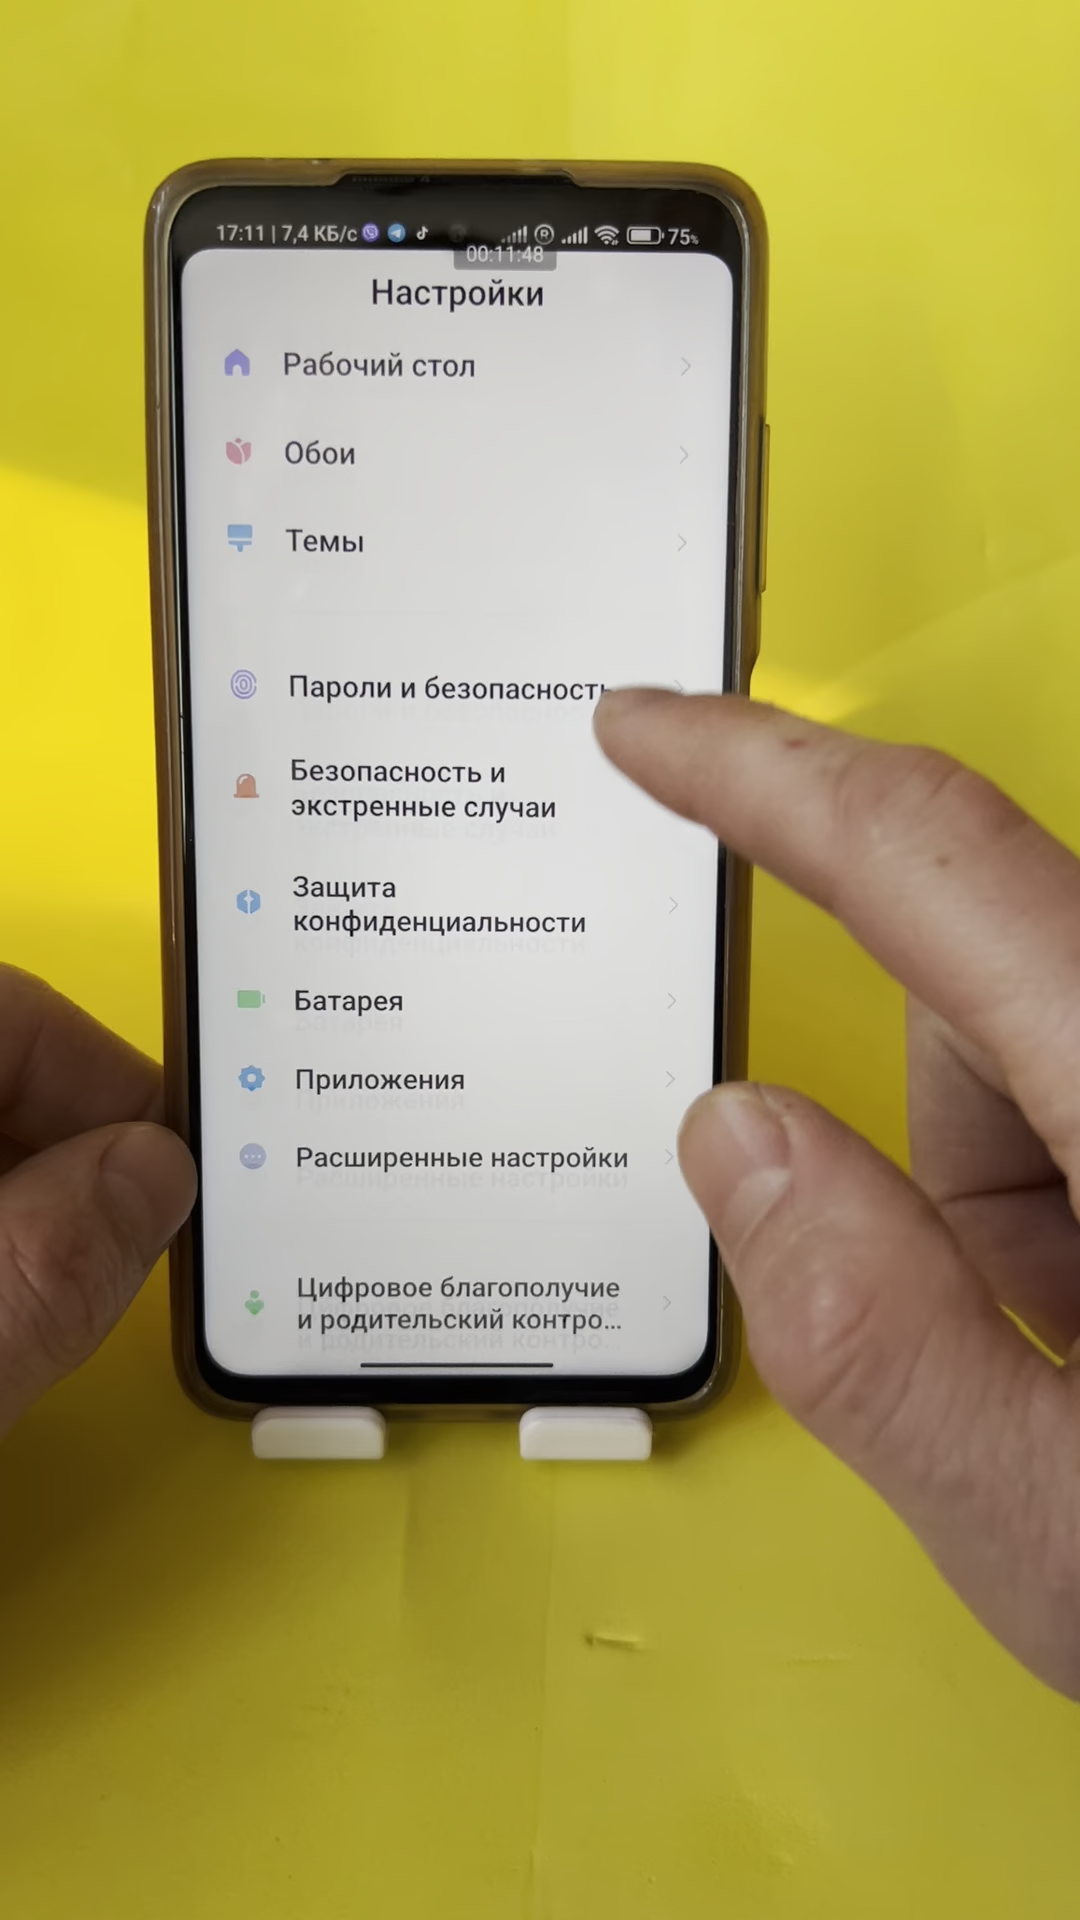 17:11 | 7,4 КБ/с
75%
00:11:48
Настройки
Рабочий стол
Обои
Темы
Пароли и безопасность
Безопасность и
экстренные случаи
Защита
конфиденциальности
Батарея
Приложения
Расширенные настройки
Цифровое благополучие
и родительский контро...